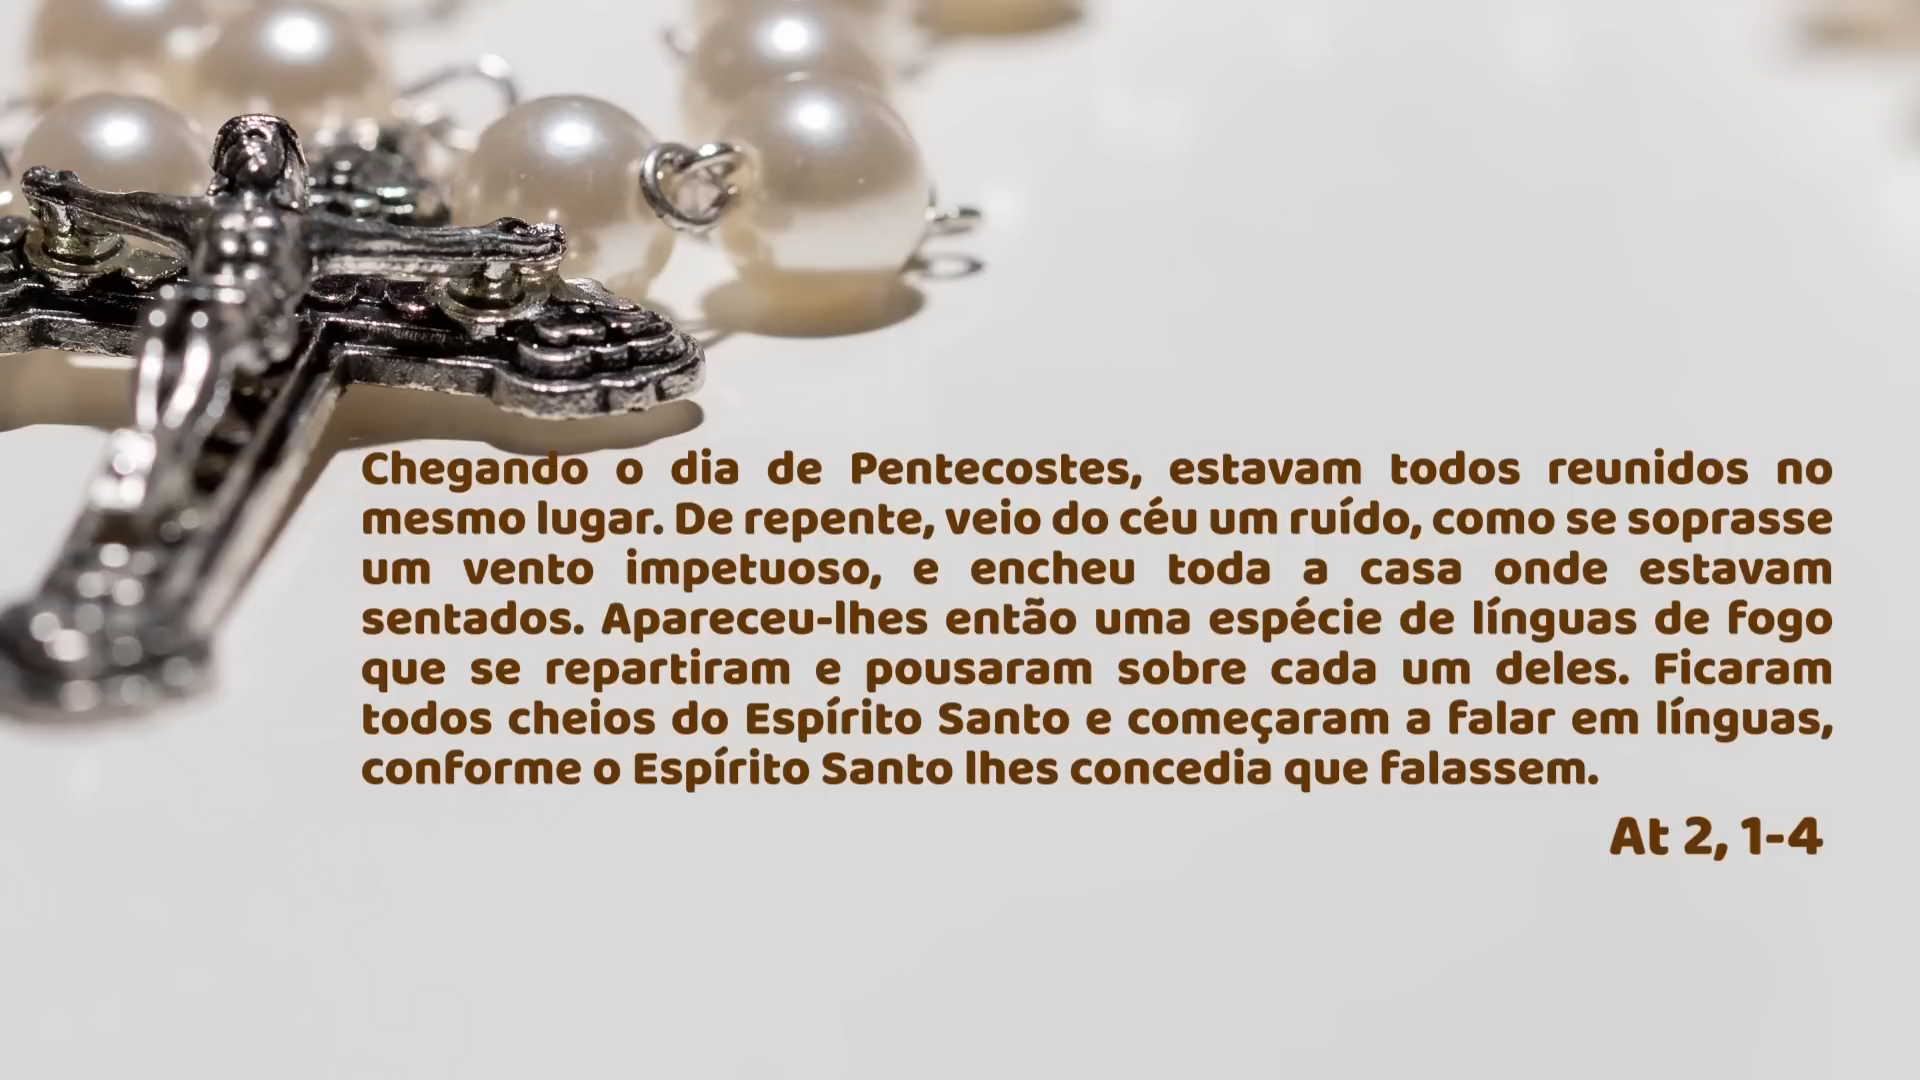 Chegando o dia de Pentecostes, estavam todos reunidos no
mesmo lugar. De repente, veio do céu um ruído, como se soprasse
um vento impetuoso, e encheu toda a casa onde estavam
sentados. Apareceu-lhes então uma espécie de línguas de fogo
que se repartiram e pousaram sobre cada um deles. Ficaram
todos cheios do Espírito Santo e começaram a falar em línguas,
conforme o Espírito Santo lhes concedia que falassem.
At 2, 1-4